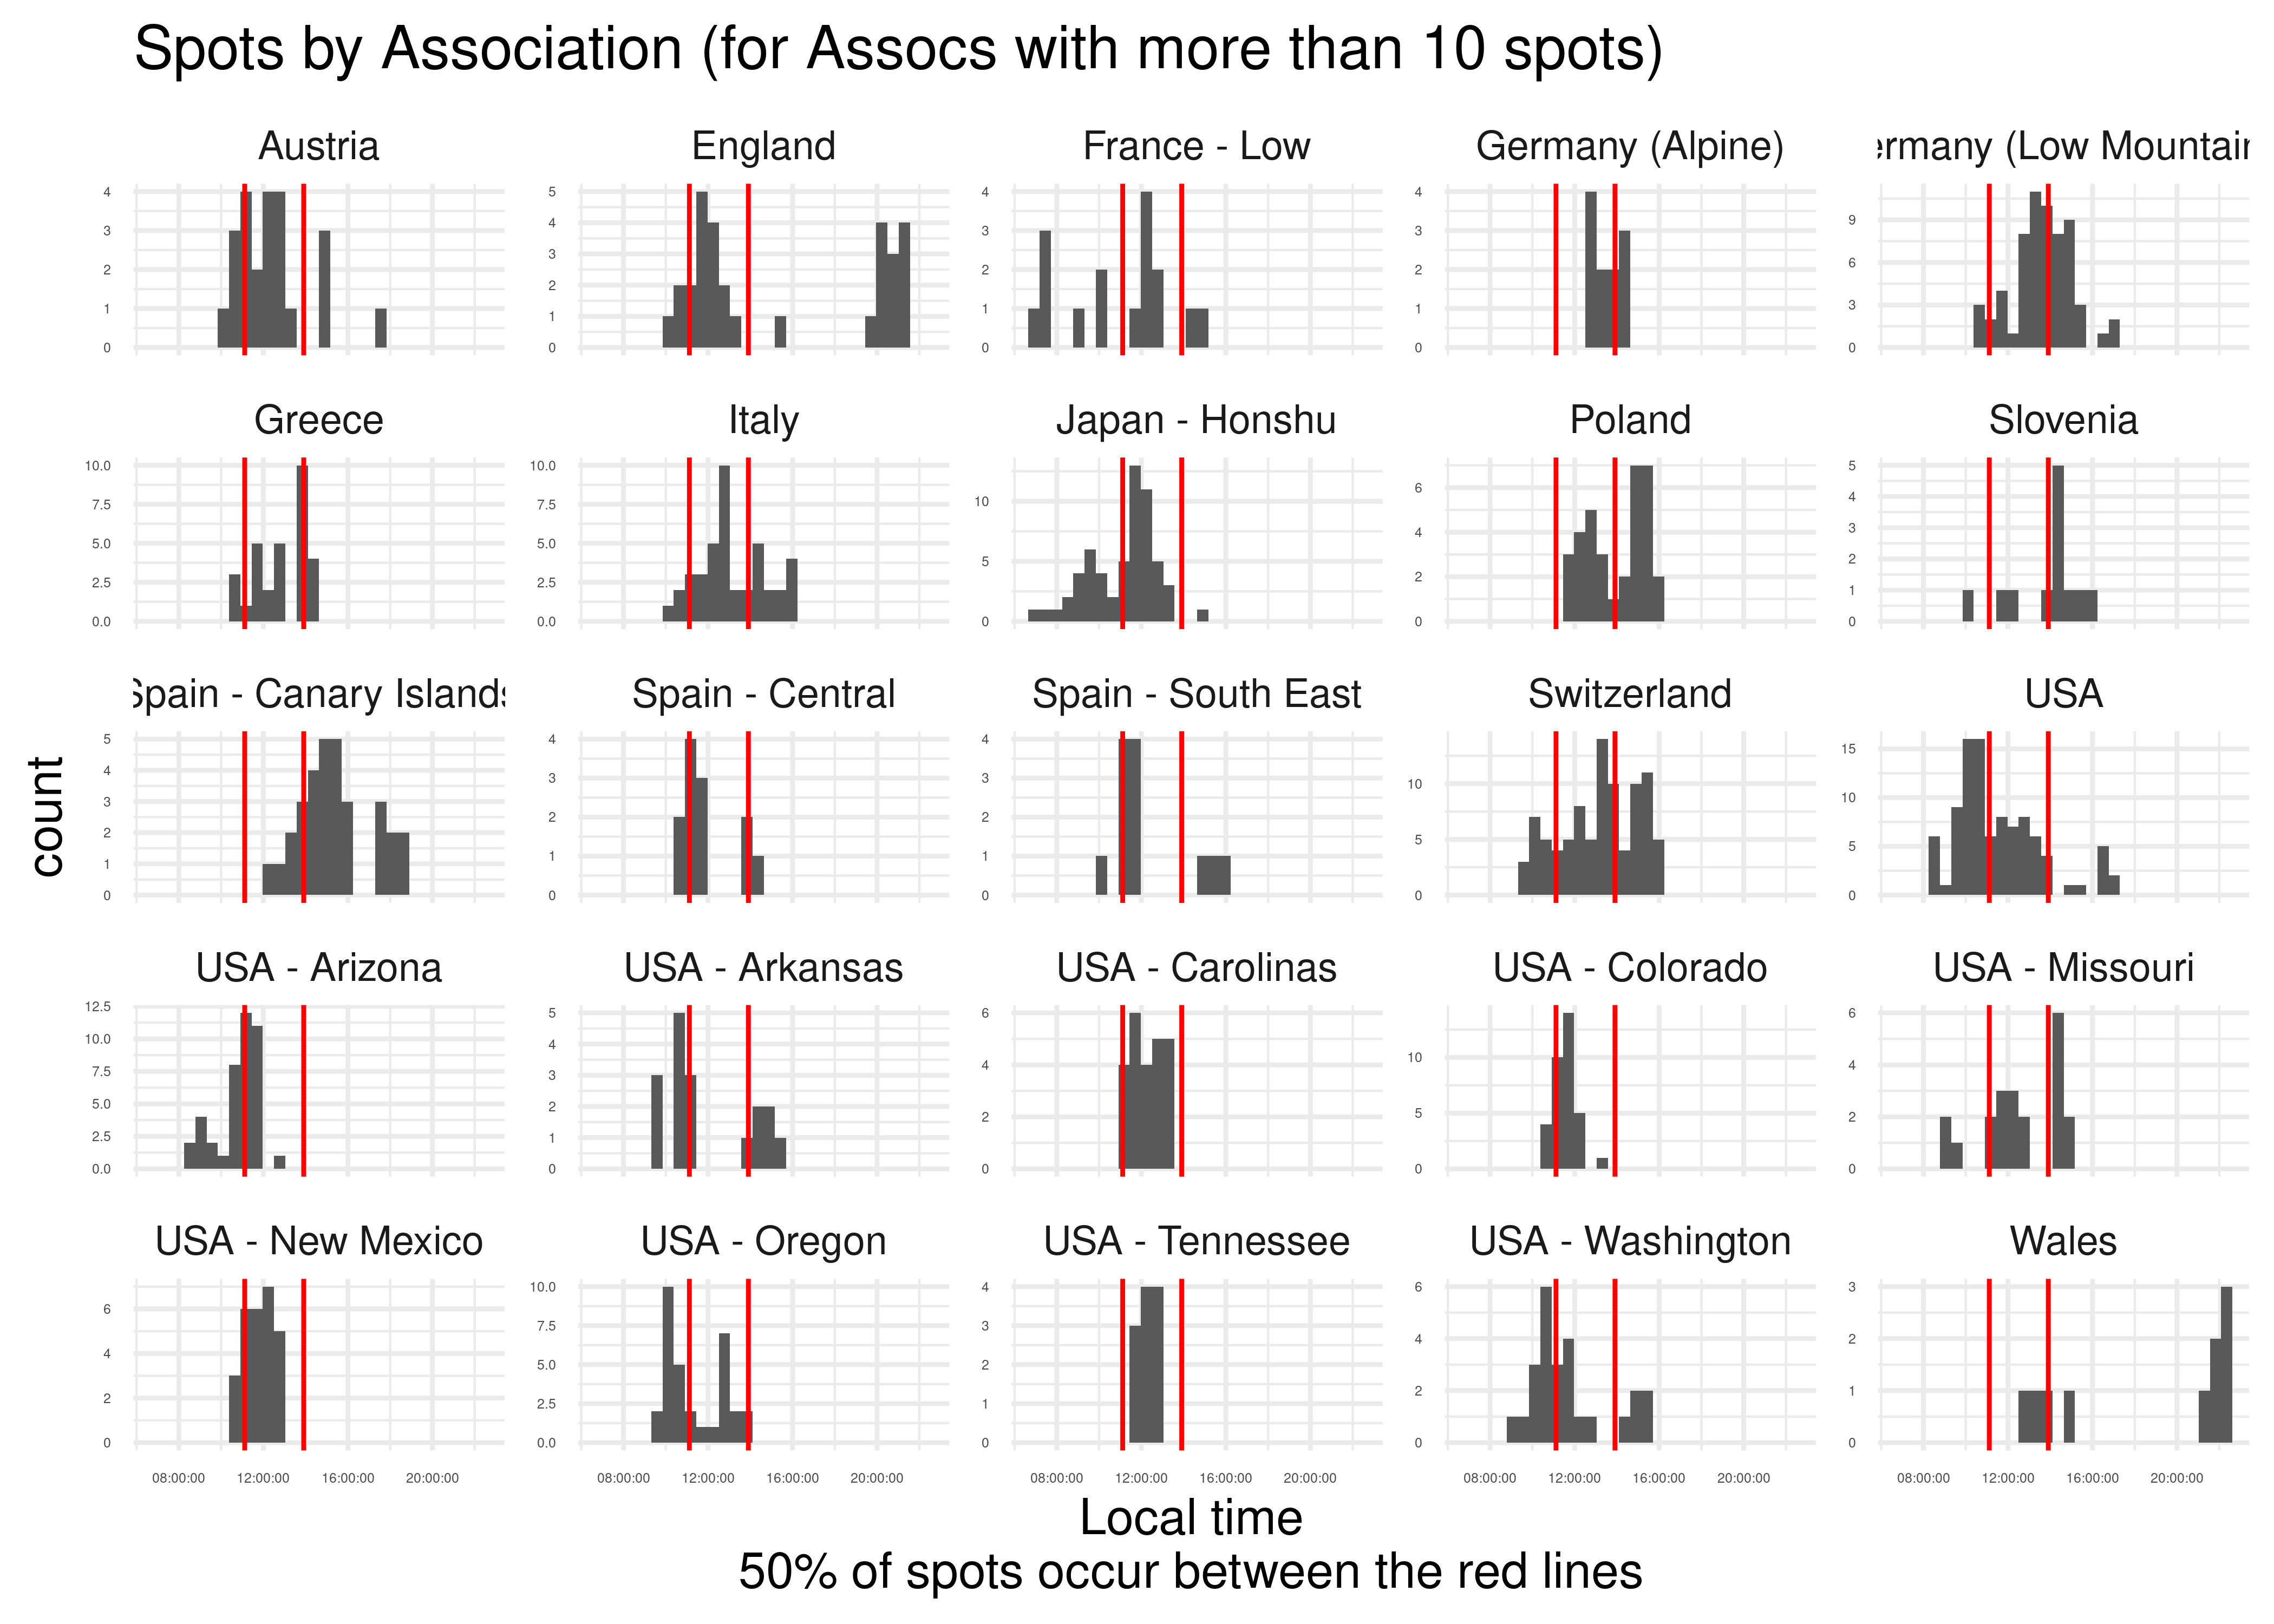 Spots by Association (for Assocs with more than 10 spots)
Austria England France - Low Germany (Alpine) ermany (Low Mountain
4 3 2 1 0
5 4 3 2 1 0
4 3 2 1 0
4 3 2 1 0
9 6 3 0
Greece Italy Japan - Honshu Poland Slovenia
10.0 7.5 5.0 2.5 0.0
10.0 7.5 5.0 2.5 0.0
10 5 0
6 4 2 0
5 4 3 2 1 0
Spain - Canary Islands Spain - Central Spain - South East Switzerland USA
5 4 3 2 1 0
4 3 2 1 0
4 3 2 1 0
10 5 0
15 10 5 0
count
USA - Arizona USA - Arkansas USA - Carolinas USA - Colorado USA - Missouri
12.5 10.0 7.5 5.0 2.5 0.0
5 4 3 2 1 0
6 4 2 0
10 5 0
6 4 2 0
USA - New Mexico USA - Oregon USA - Tennessee USA - Washington Wales
6 4 2 0
10.0 7.5 5.0 2.5 0.0
4 3 2 1 0
6 4 2 0
3 2 1 0
08:00:00 12:00:00 16:00:00 20:00:00 08:00:00 12:00:00 16:00:00 20:00:00 08:00:00 12:00:00 16:00:00 20:00:00 08:00:00 12:00:00 16:00:00 20:00:00 08:00:00 12:00:00 16:00:00 20:00:00
Local time
50% of spots occur between the red lines